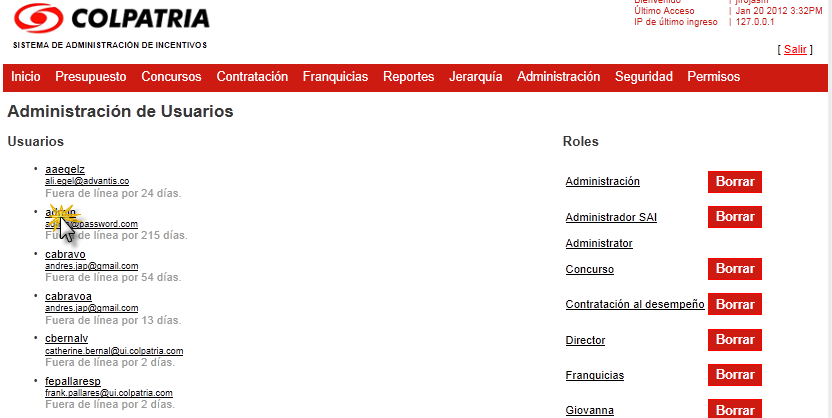 COLPATRIA
SISTEMA DE ADMINISTRACIÓN DE INCENTIVOS
Bienvenido | jfrojasm
Último Acceso | Jan 20 2012 3:32PM
IP de último ingreso | 127.0.0.1
[ Salir ]
Inicio Presupuesto Concursos Contratación Franquicias Reportes Jerarquía Administración Seguridad Permisos
Administración de Usuarios
Usuarios
• aaegelz
ali.egel@advantis.co
Fuera de línea por 24 días.
• admin
@password.com
Fuera de línea por 215 días.
• cabravo
andres.jap@gmail.com
Fuera de línea por 54 días.
• cabravoa
andres.jap@gmail.com
Fuera de línea por 13 días.
• cbernalv
catherine.bernal@ui.colpatria.com
Fuera de línea por 2 días.
• fepallaresp
frank.pallares@ui.colpatria.com
Fuera de línea por 2 días.
Roles
Administración Borrar
Administrador SAI Borrar
Administrator
Concurso Borrar
Contratación al desempeño Borrar
Director Borrar
Franquicias Borrar
Giovanna Borrar